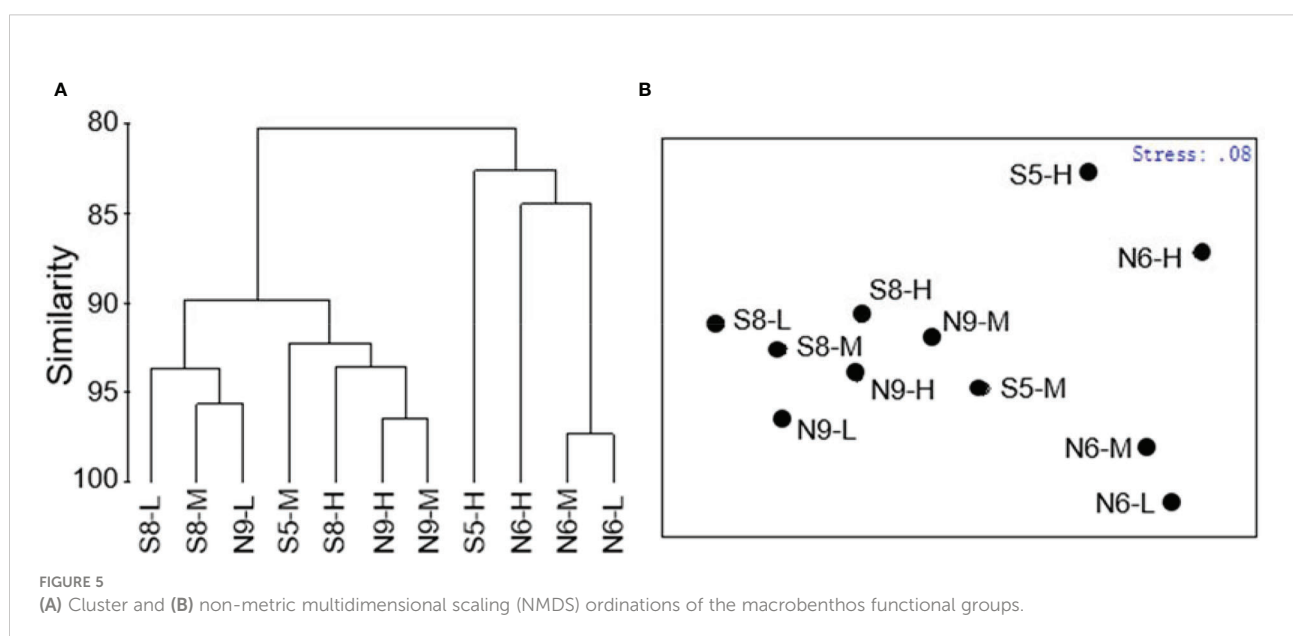 A
B
80
85
90
95
100
Similarity
S8-L
S8-M
N9-L
S5-M
S8-H
N9-H
N9-M
S5-H
N6-H
N6-M
N6-L
Stress: .08
S5-H
N6-H
S8-H
S8-L
N9-M
S8-M
N9-H
S5-M
N9-L
N6-M
N6-L
FIGURE 5
(A) Cluster and (B) non-metric multidimensional scaling (NMDS) ordinations of the macrobenthos functional groups.